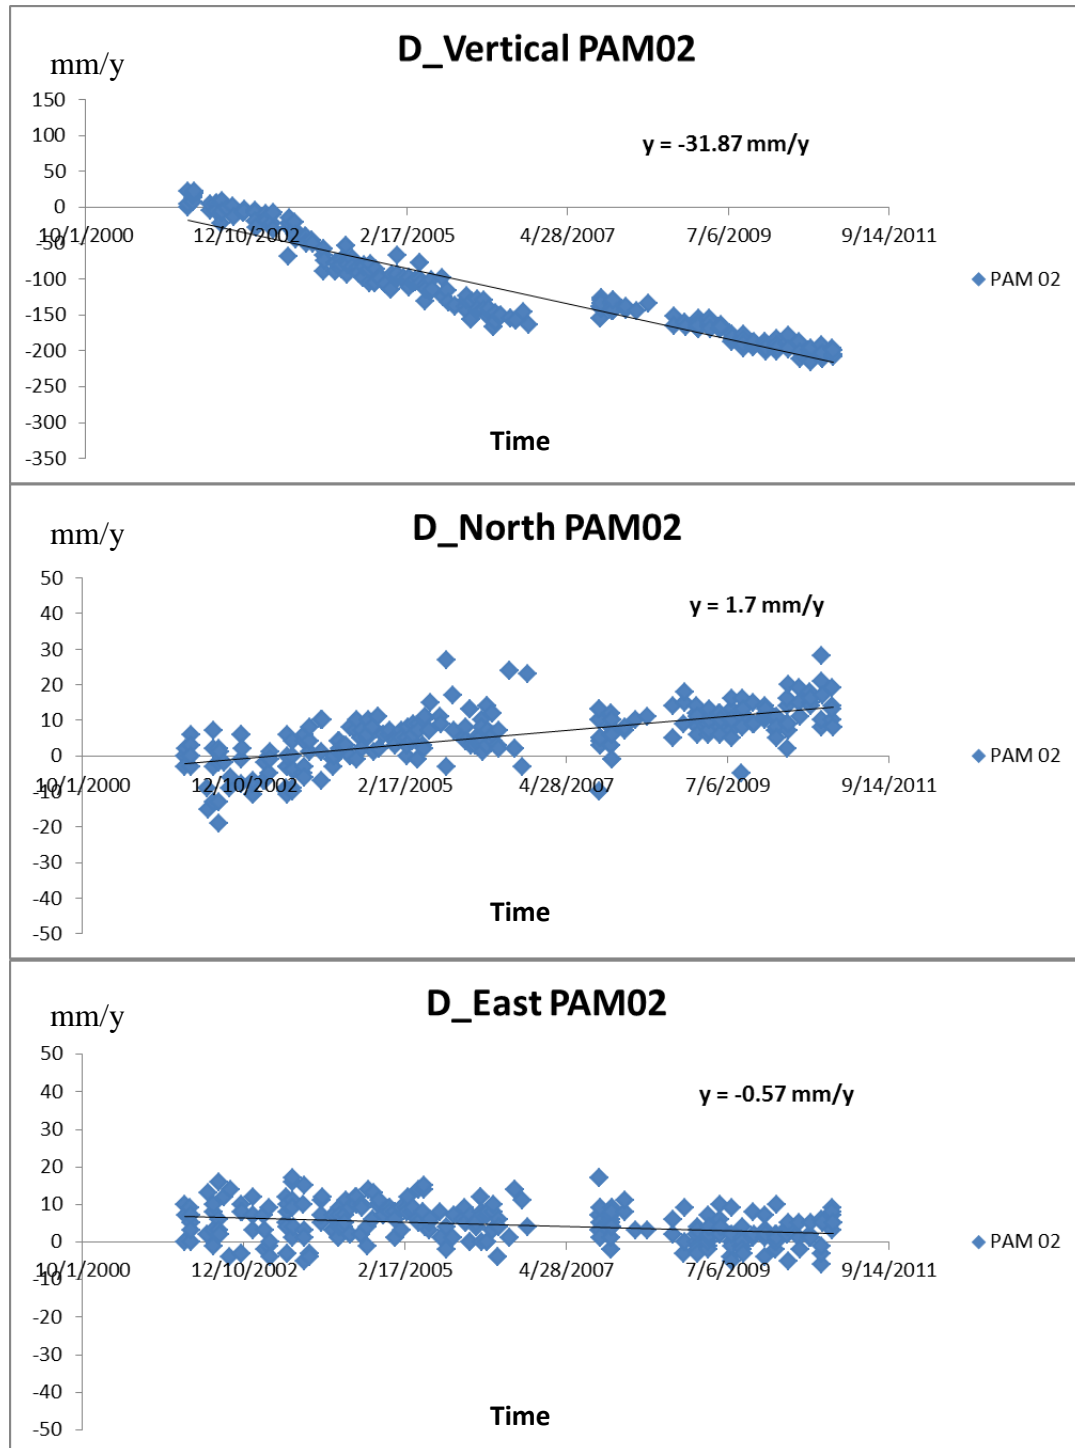 D_Vertical PAM02
mm/y
150
100
50
0
-50
-100
-150
-200
-250
-300
-350
y = -31.87 mm/y
10/1/2000 12/10/2002 2/17/2005 4/28/2007 7/6/2009 9/14/2011
PAM 02
Time
D_North PAM02
mm/y
50
40
30
20
10
0
-10
-20
-30
-40
-50
y = 1.7 mm/y
10/1/2000 12/10/2002 2/17/2005 4/28/2007 7/6/2009 9/14/2011
PAM 02
Time
D_East PAM02
mm/y
50
40
30
20
10
0
-10
-20
-30
-40
-50
y = -0.57 mm/y
10/1/2000 12/10/2002 2/17/2005 4/28/2007 7/6/2009 9/14/2011
PAM 02
Time